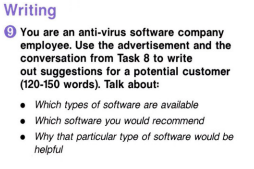 Writing
9 You are an anti-virus software company
employee. Use the advertisement and the
conversation from Task 8 to write
out suggestions for a potential customer
(120-150 words). Talk about:
• Which types of software are available
• Which software you would recommend
• Why that particular type of software would be
helpful